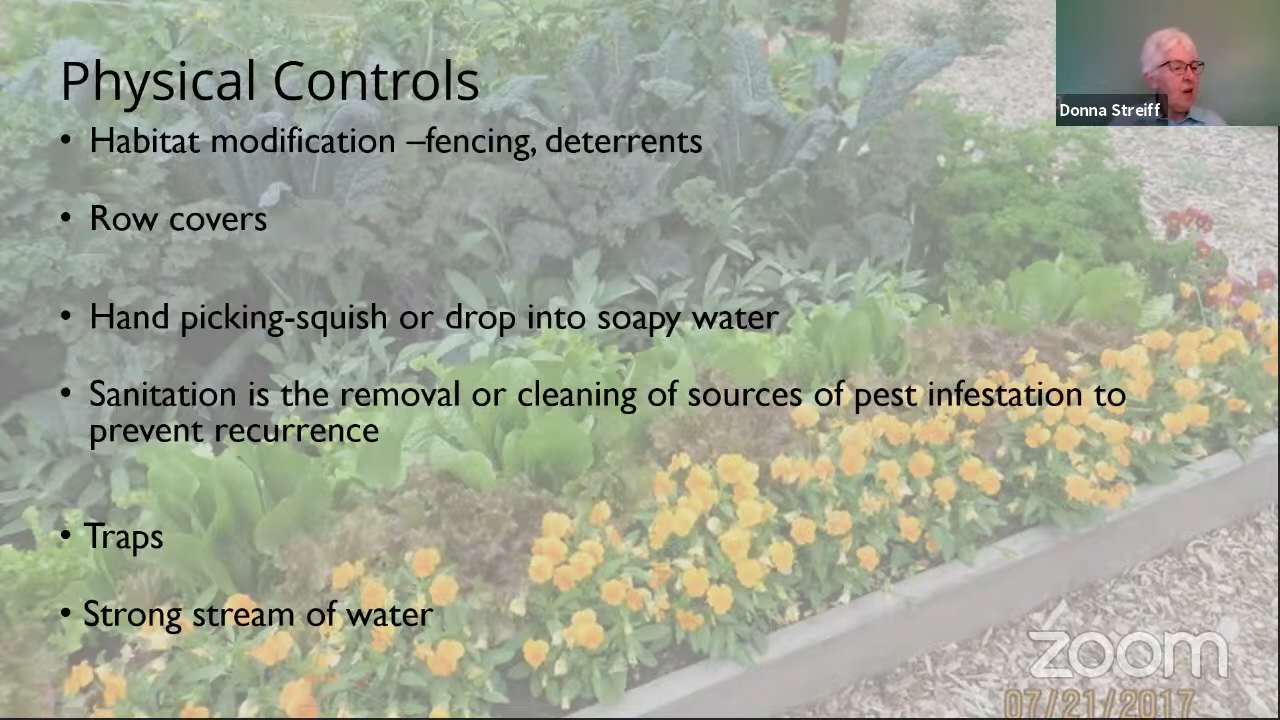 Physical Controls
Donna Streiff
• Habitat modification –fencing, deterrents
• Row covers
• Hand picking-squish or drop into soapy water
• Sanitation is the removal or cleaning of sources of pest infestation to
prevent recurrence
• Traps
• Strong stream of water
zoom
07/21/2017